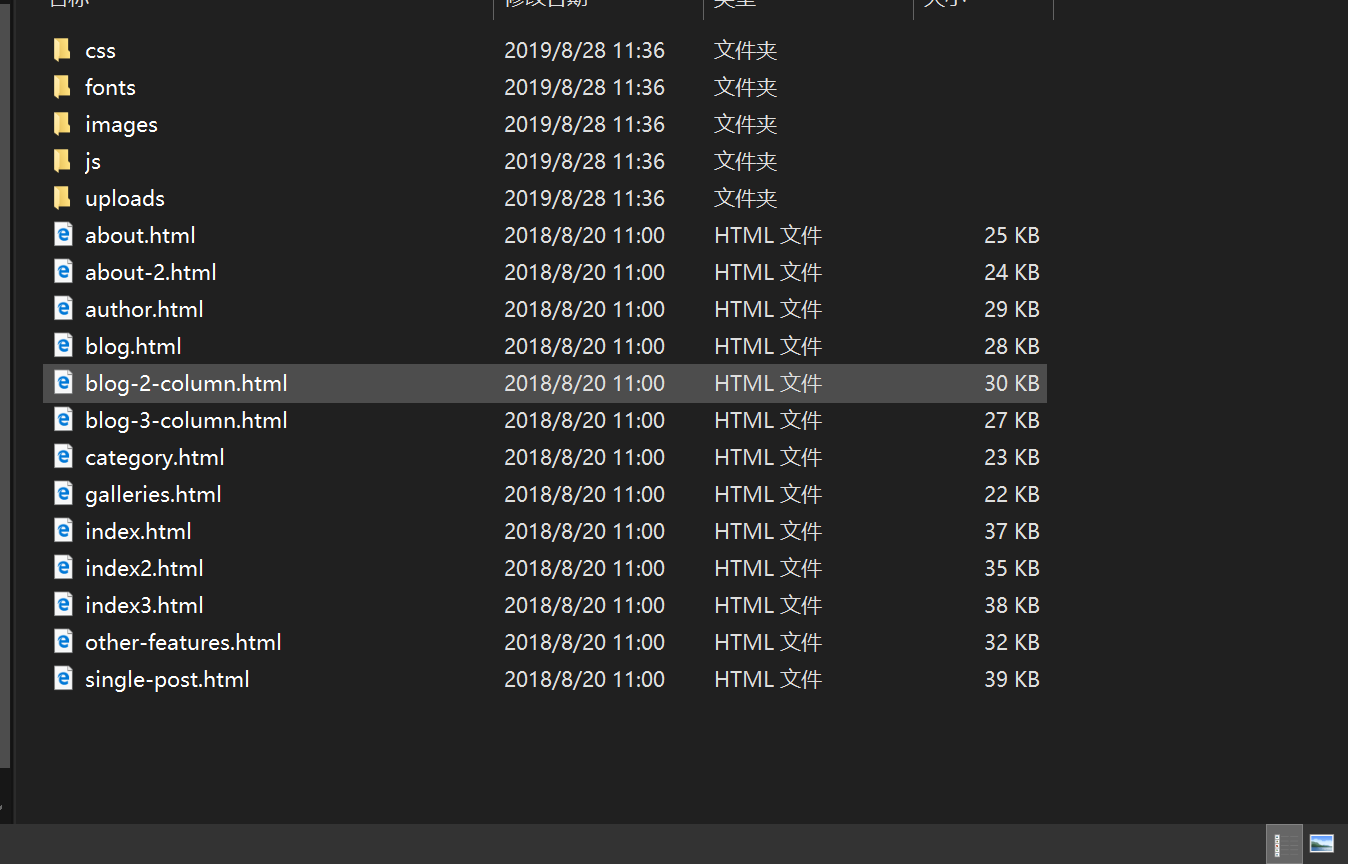 css 2019/8/28 11:36 文件夹
fonts 2019/8/28 11:36 文件夹
images 2019/8/28 11:36 文件夹
js 2019/8/28 11:36 文件夹
uploads 2019/8/28 11:36 文件夹
about.html 2018/8/20 11:00 HTML 文件 25 KB
about-2.html 2018/8/20 11:00 HTML 文件 24 KB
author.html 2018/8/20 11:00 HTML 文件 29 KB
blog.html 2018/8/20 11:00 HTML 文件 28 KB
blog-2-column.html 2018/8/20 11:00 HTML 文件 30 KB
blog-3-column.html 2018/8/20 11:00 HTML 文件 27 KB
category.html 2018/8/20 11:00 HTML 文件 23 KB
galleries.html 2018/8/20 11:00 HTML 文件 22 KB
index.html 2018/8/20 11:00 HTML 文件 37 KB
index2.html 2018/8/20 11:00 HTML 文件 35 KB
index3.html 2018/8/20 11:00 HTML 文件 38 KB
other-features.html 2018/8/20 11:00 HTML 文件 32 KB
single-post.html 2018/8/20 11:00 HTML 文件 39 KB